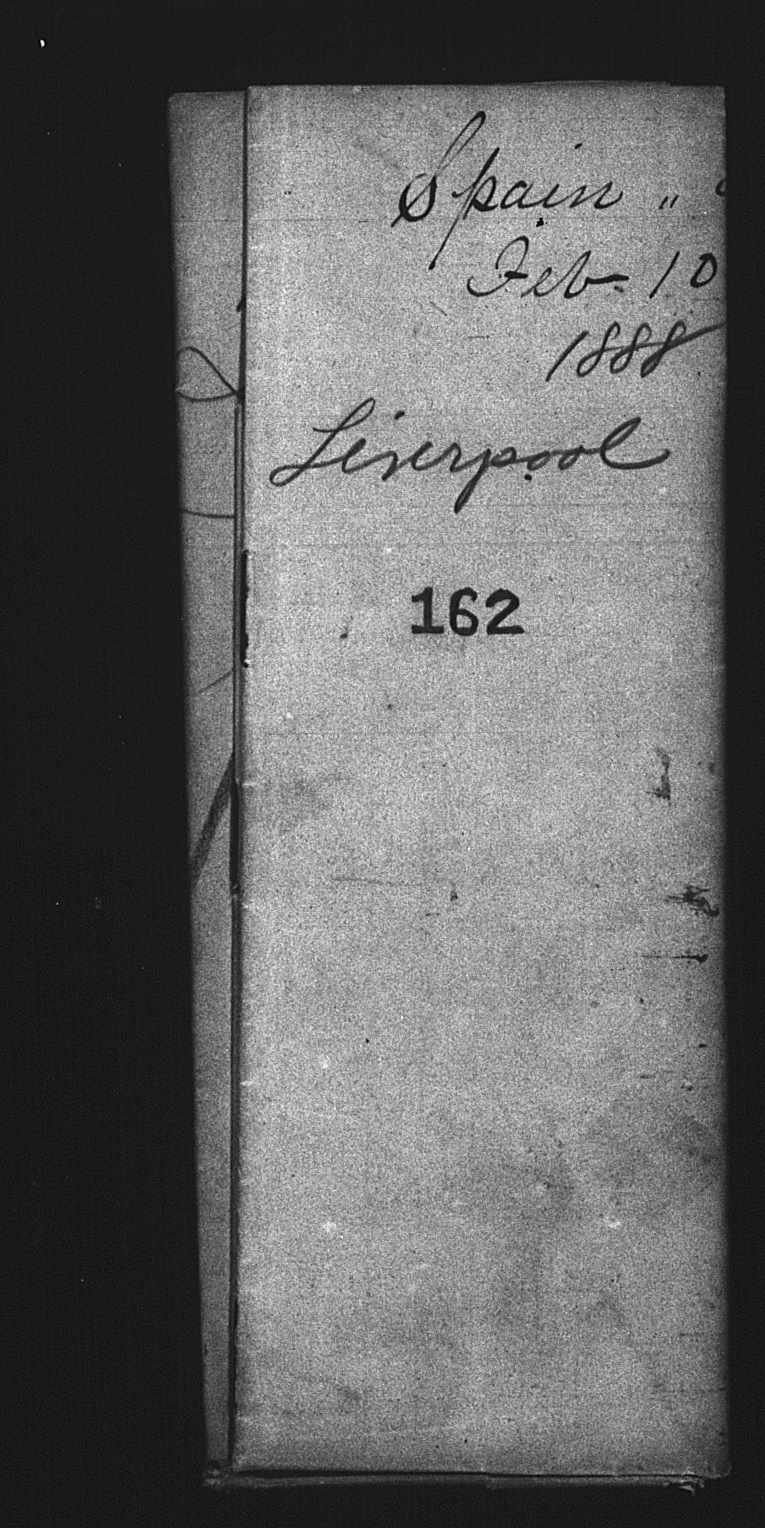 Spain "
Feb. 10
1888
Liverpool
162